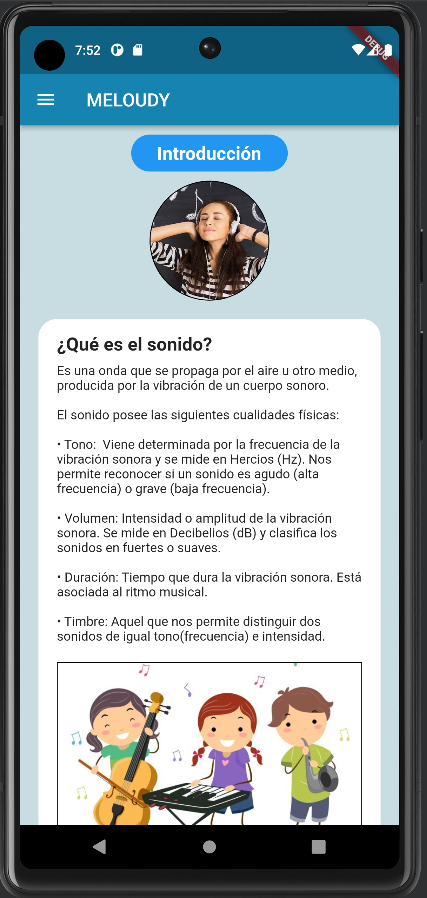 7:52
DEBUG
MELOUDY
Introducción
¿Qué es el sonido?
Es una onda que se propaga por el aire u otro medio,
producida por la vibración de un cuerpo sonoro.
El sonido posee las siguientes cualidades físicas:
• Tono:  Viene determinada por la frecuencia de la
vibración sonora y se mide en Hercios (Hz). Nos
permite reconocer si un sonido es agudo (alta
frecuencia) o grave (baja frecuencia).
• Volumen: Intensidad o amplitud de la vibración
sonora. Se mide en Decibelios (dB) y clasifica los
sonidos en fuertes o suaves.
• Duración: Tiempo que dura la vibración sonora. Está
asociada al ritmo musical.
• Timbre: Aquel que nos permite distinguir dos
sonidos de igual tono(frecuencia) e intensidad.